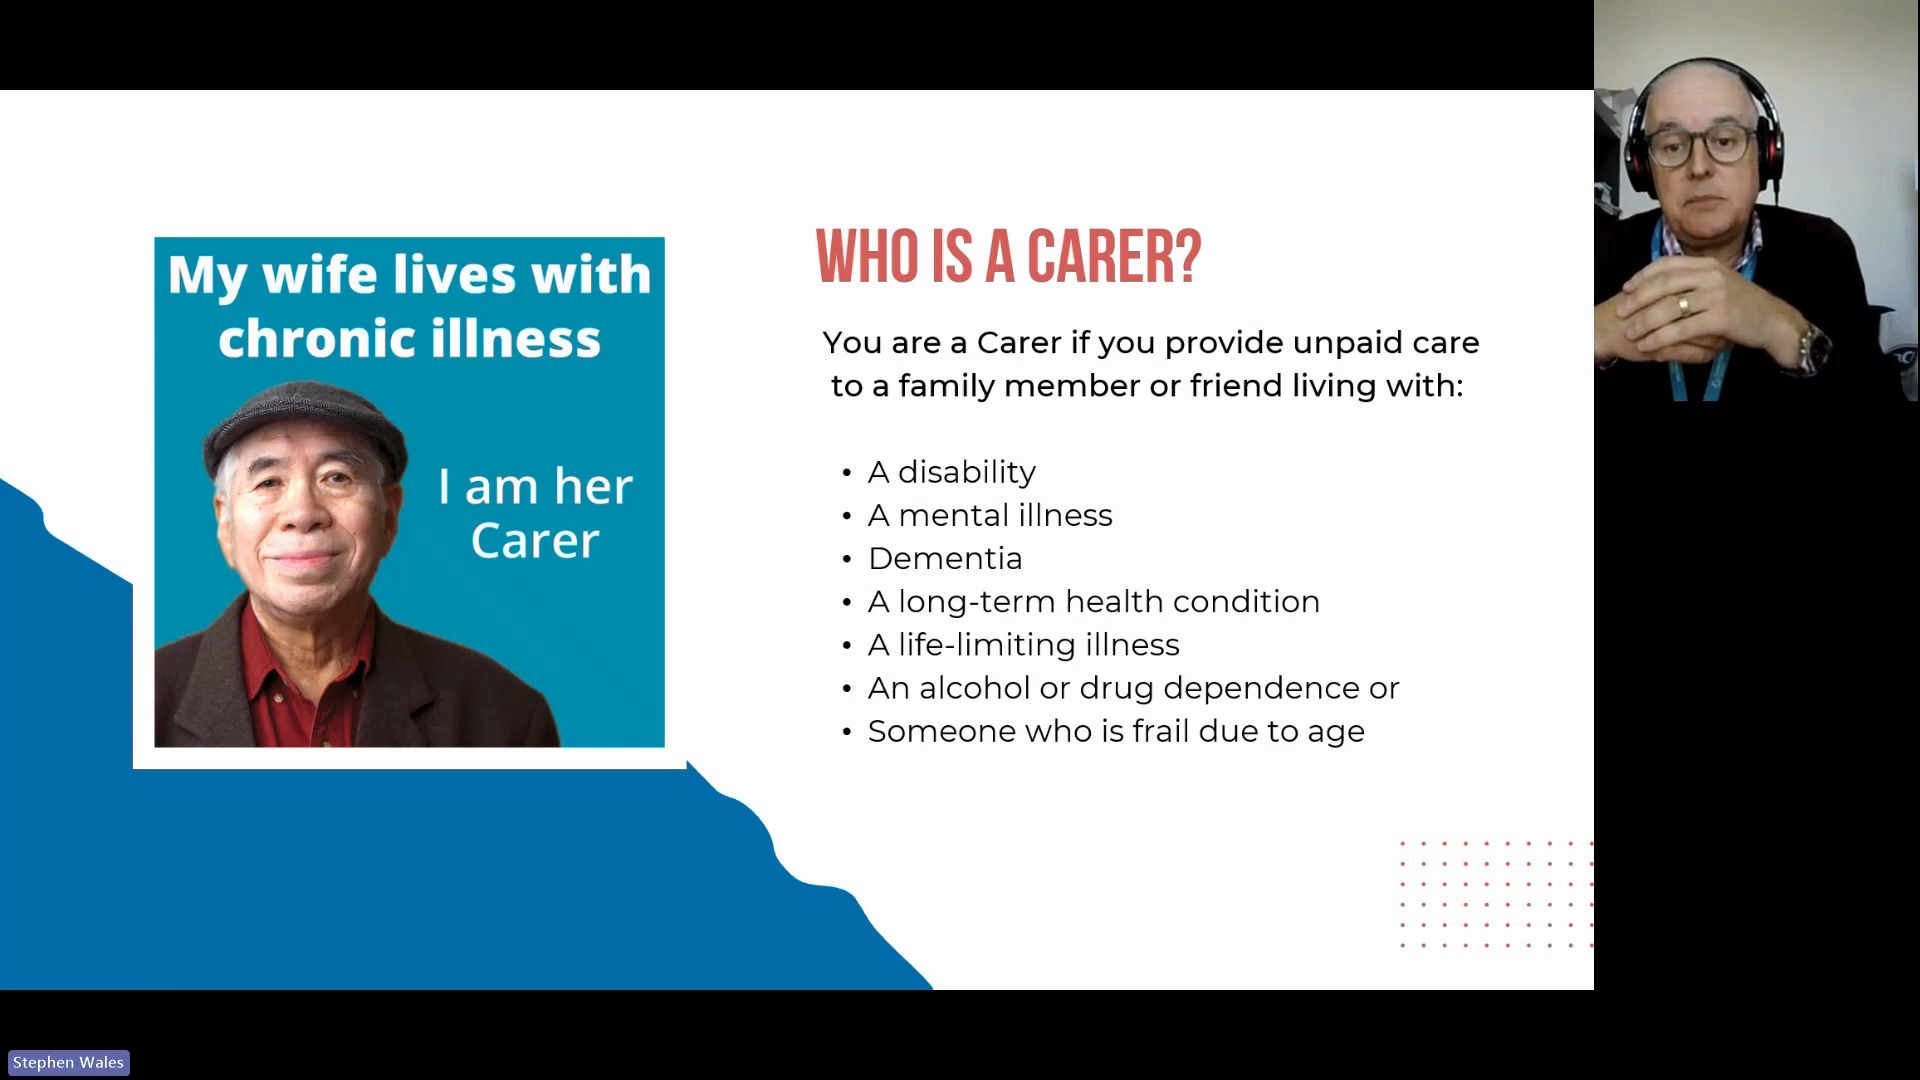 My wife lives with
chronic illness
I am her
Carer
WHO IS A CARER?
You are a Carer if you provide unpaid care
to a family member or friend living with:
• A disability
• A mental illness
• Dementia
• A long-term health condition
• A life-limiting illness
• An alcohol or drug dependence or
• Someone who is frail due to age
Stephen Wales